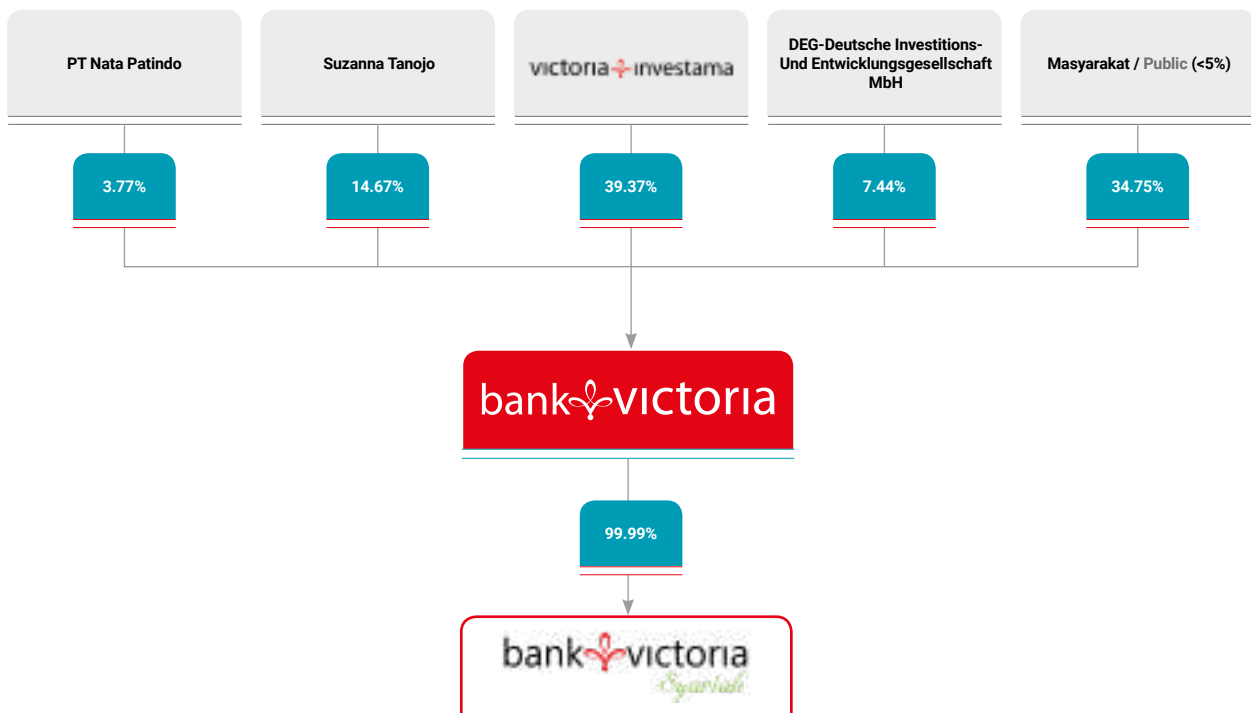 PT Nata Patindo
Suzanna Tanojo
victoria investama
DEG-Deutsche Investitions-
Und Entwicklungsgesellschaft
MbH
Masyarakat / Public (<5%)
3.77%
14.67%
39.37%
7.44%
34.75%
bank victoria
99.99%
bank victoria
Syariah